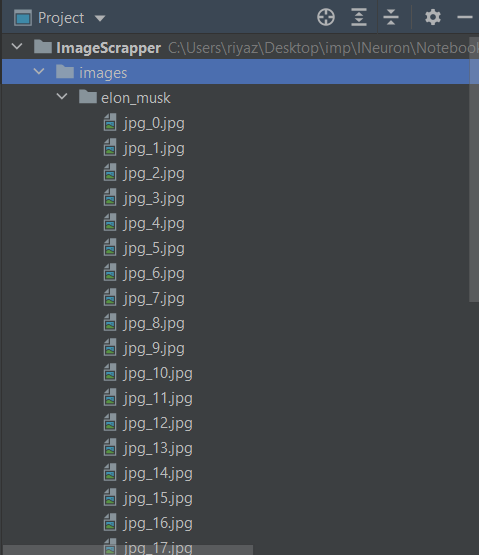 Project
ImageScrapper C:\Users\riyaz\Desktop\imp\INeuron\Notebook
images
elon_musk
jpg_0.jpg
jpg_1.jpg
jpg_2.jpg
jpg_3.jpg
jpg_4.jpg
jpg_5.jpg
jpg_6.jpg
jpg_7.jpg
jpg_8.jpg
jpg_9.jpg
jpg_10.jpg
jpg_11.jpg
jpg_12.jpg
jpg_13.jpg
jpg_14.jpg
jpg_15.jpg
jpg_16.jpg
jpg_17.jpg